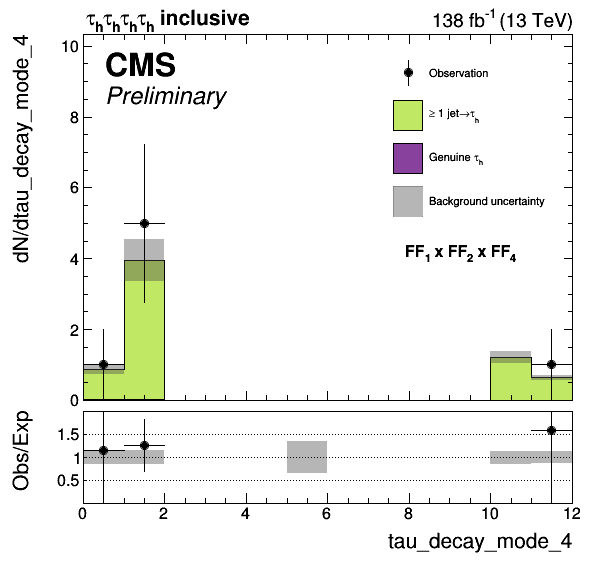 τhτhτhτh inclusive
138 fb⁻¹ (13 TeV)
CMS
Preliminary
Observation
≥ 1 jet→τh
Genuine τh
Background uncertainty
FF1 x FF2 x FF4
dN/dtau_decay_mode_4
10
8
6
4
2
0
Obs/Exp
1.5
1
0.5
0 2 4 6 8 10 12
tau_decay_mode_4